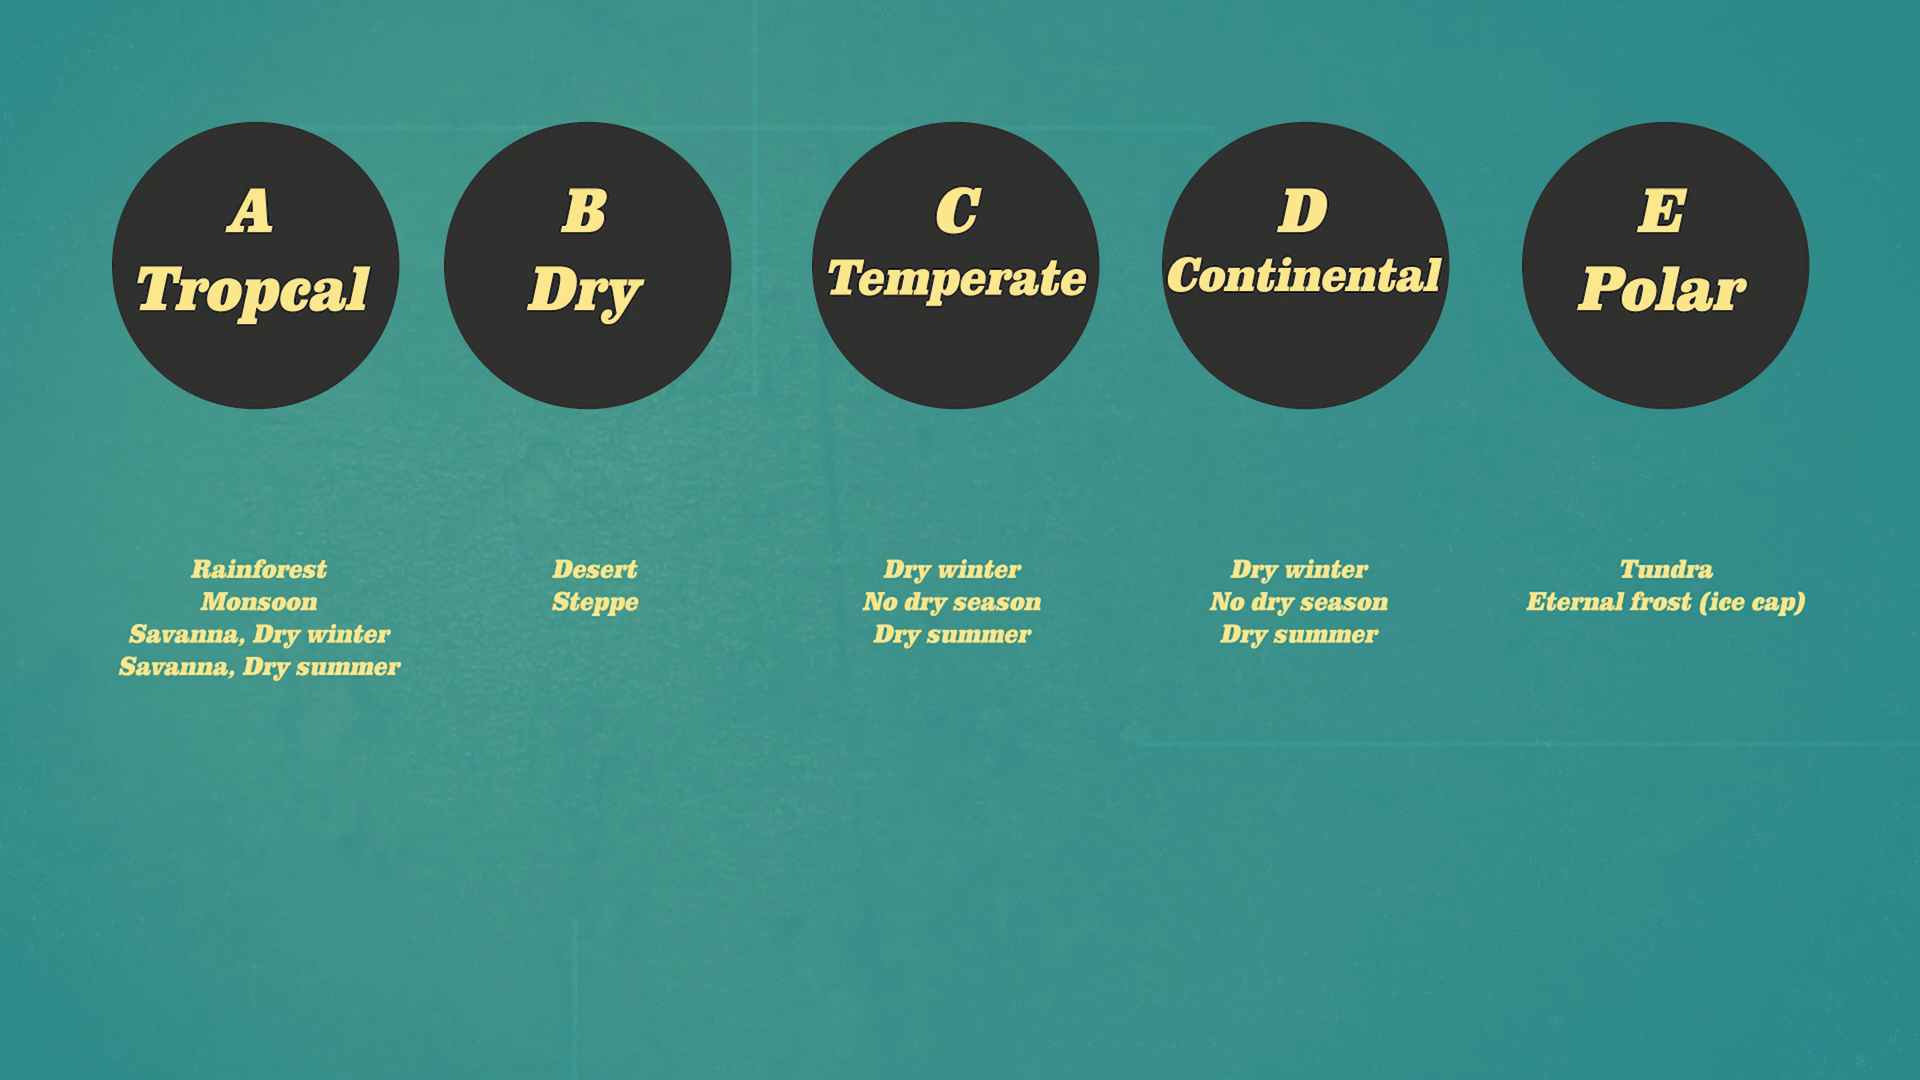 A
Tropcal
B
Dry
C
Temperate
D
Continental
E
Polar
Rainforest
Monsoon
Savanna, Dry winter
Savanna, Dry summer
Desert
Steppe
Dry winter
No dry season
Dry summer
Dry winter
No dry season
Dry summer
Tundra
Eternal frost (ice cap)